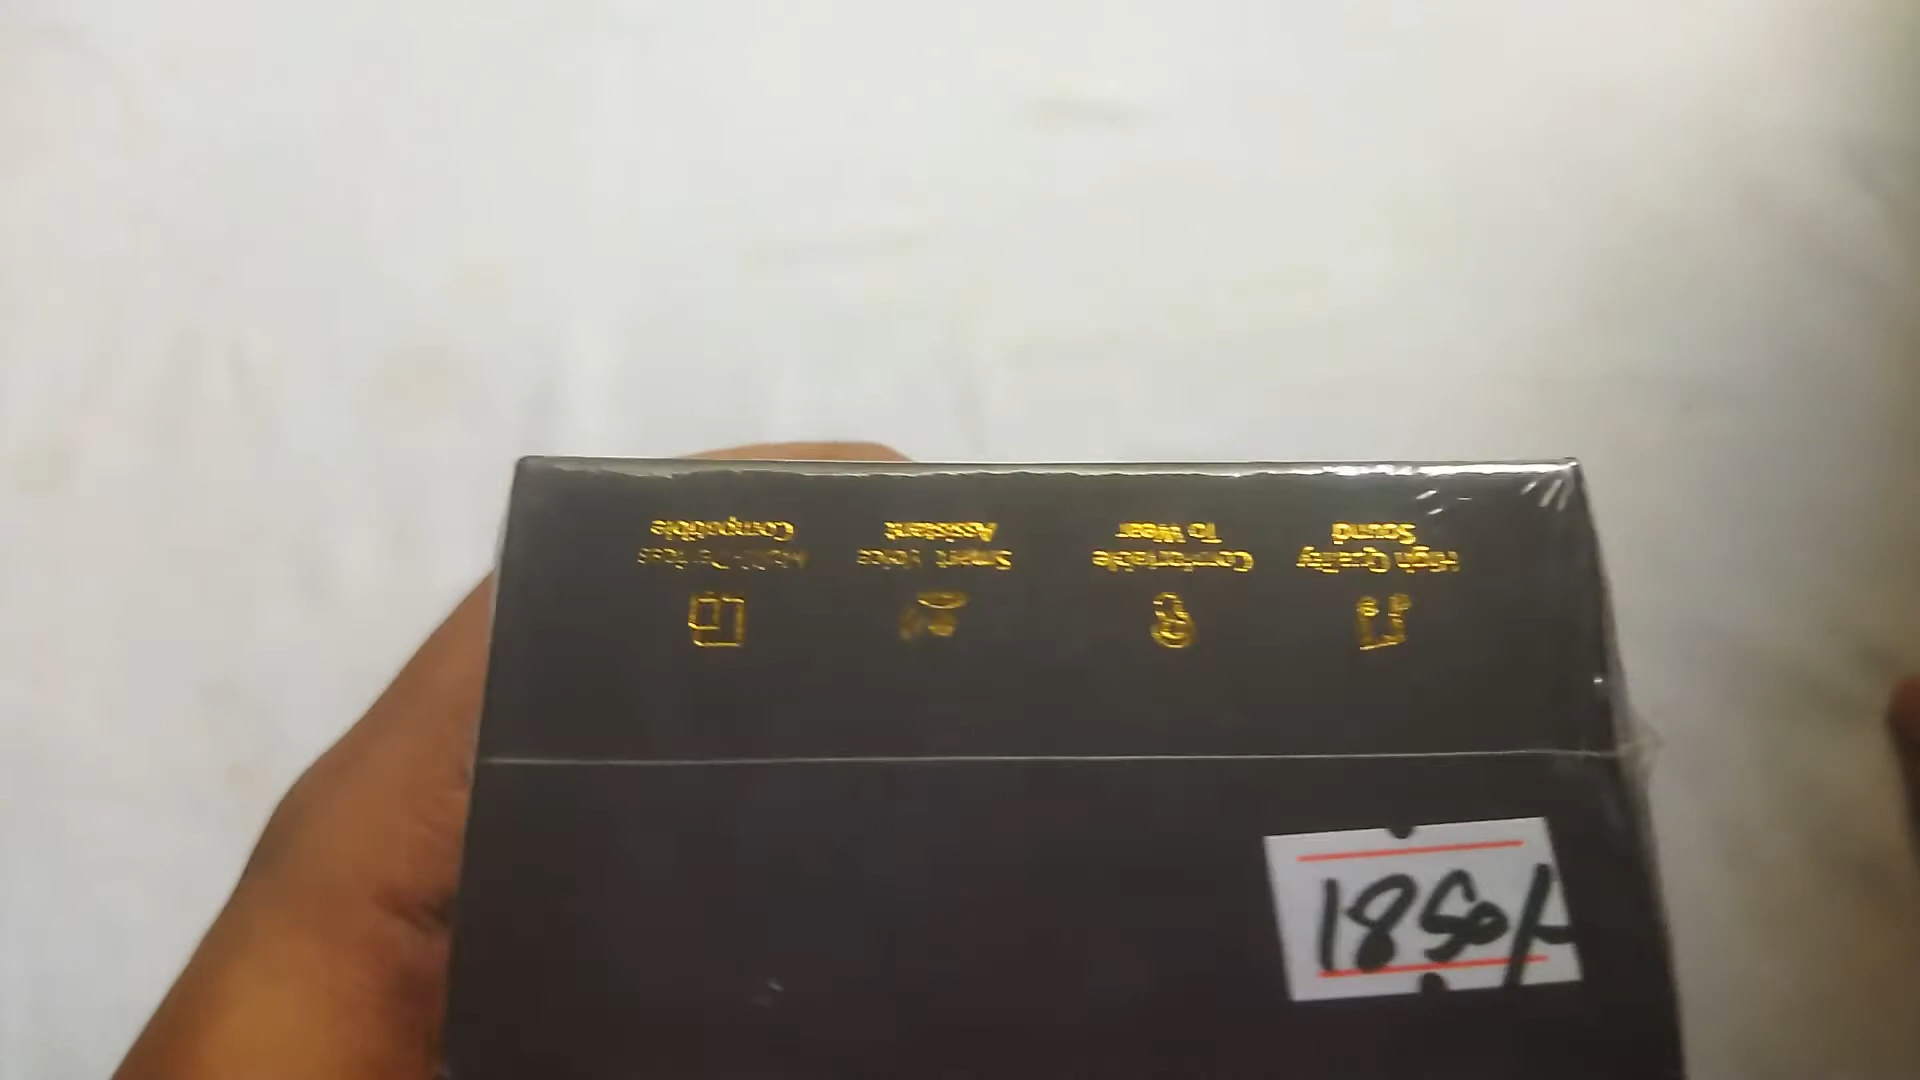 High Quality
Sound
Comfortable
To Wear
Smart Voice
Assistant
Compatible
1850/-